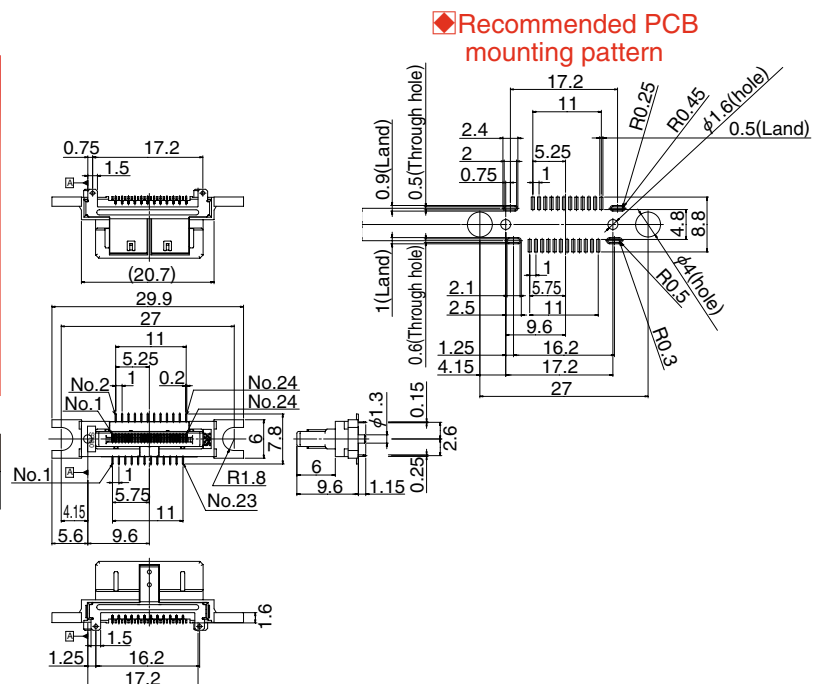 Recommended PCB
mounting pattern
17.2
11
2.4
2
5.25
0.75
1
0.9(Land)
0.5(Through hole)
R0.25
R0.45
φ1.6(hole)
0.5(Land)
4.8
8.8
φ4(hole)
R0.5
R0.3
1(Land)
0.6(Through hole)
1
2.1
5.75
2.5
11
9.6
1.25
16.2
4.15
17.2
27
0.75
17.2
A
1.5
(20.7)
29.9
27
11
5.25
1
0.2
No.2
No.24
No.1
No.24
6
7.8
A
No.1
1
R1.8
5.75
No.23
4.15
11
5.6
9.6
φ1.3
0.15
2.6
6
9.6
1.15
0.25
1.6
A
1.5
1.25
16.2
17.2